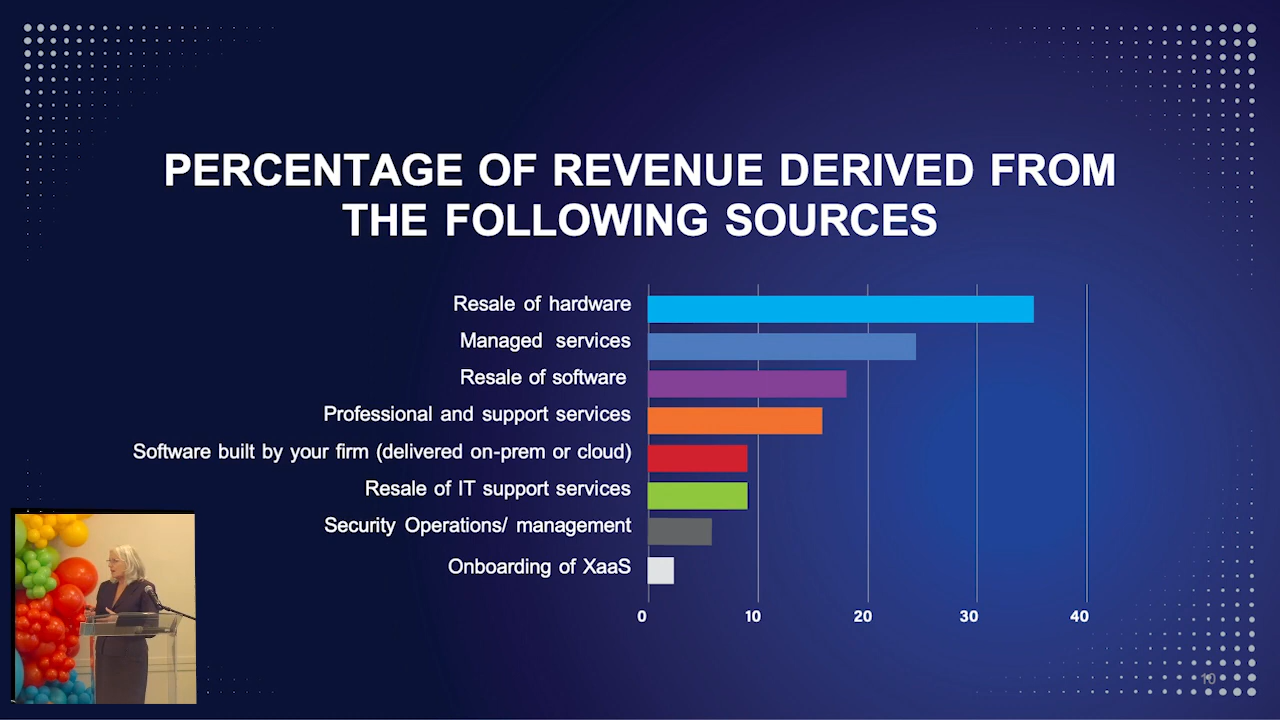 PERCENTAGE OF REVENUE DERIVED FROM
THE FOLLOWING SOURCES
Resale of hardware
Managed services
Resale of software
Professional and support services
Software built by your firm (delivered on-prem or cloud)
Resale of IT support services
Security Operations/ management
Onboarding of XaaS
0 10 20 30 40
10